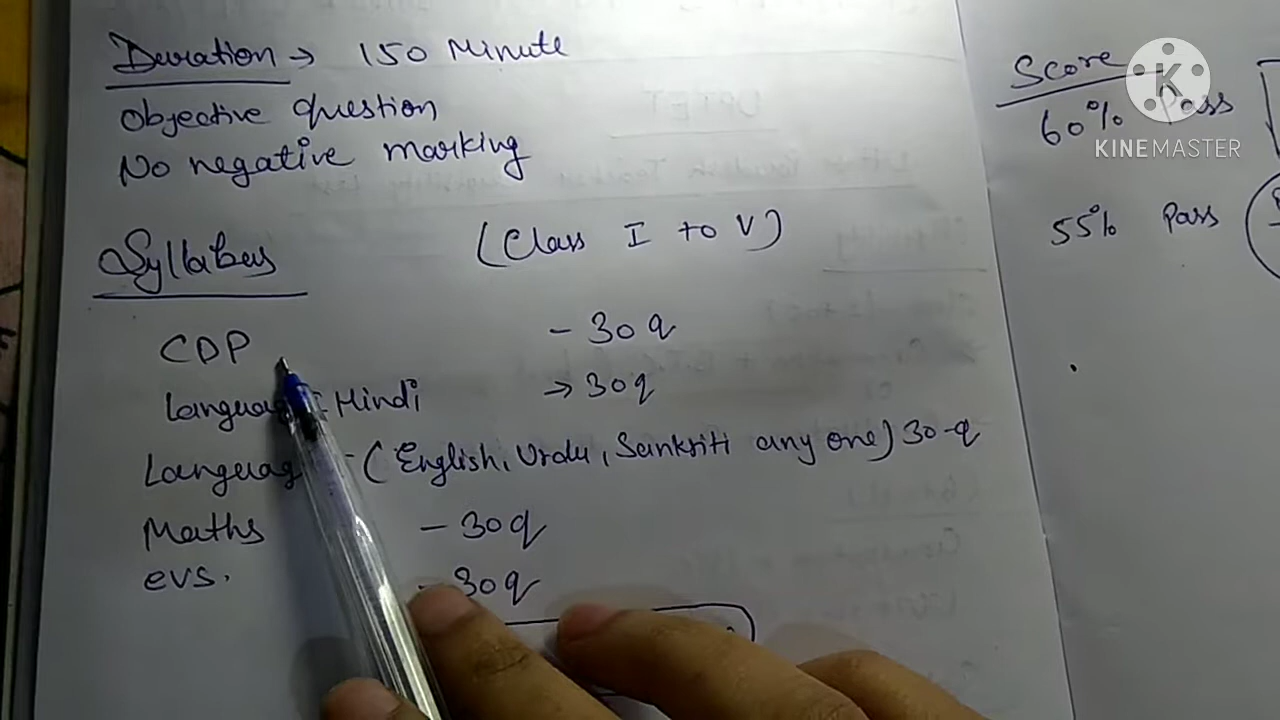 Duration → 150 Minute
Objective question
No negative marking
Syllabus (Class I to V)
CDP - 30 q
Language I Hindi → 30 q
Language - (English, Urdu, Sankriti any one) 30-q
Maths - 30 q
evs. - 30 q
Score
60% Pass
55% Pass
KINEMASTER